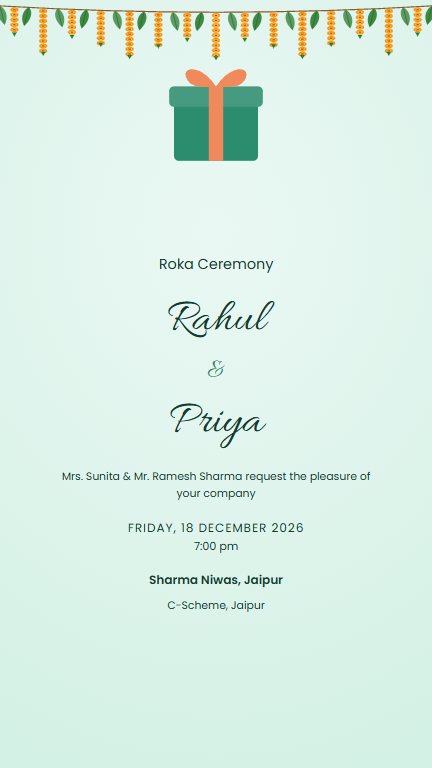 Roka Ceremony
Rahul
&
Priya
Mrs. Sunita & Mr. Ramesh Sharma request the pleasure of
your company
FRIDAY, 18 DECEMBER 2026
7:00 pm
Sharma Niwas, Jaipur
C-Scheme, Jaipur